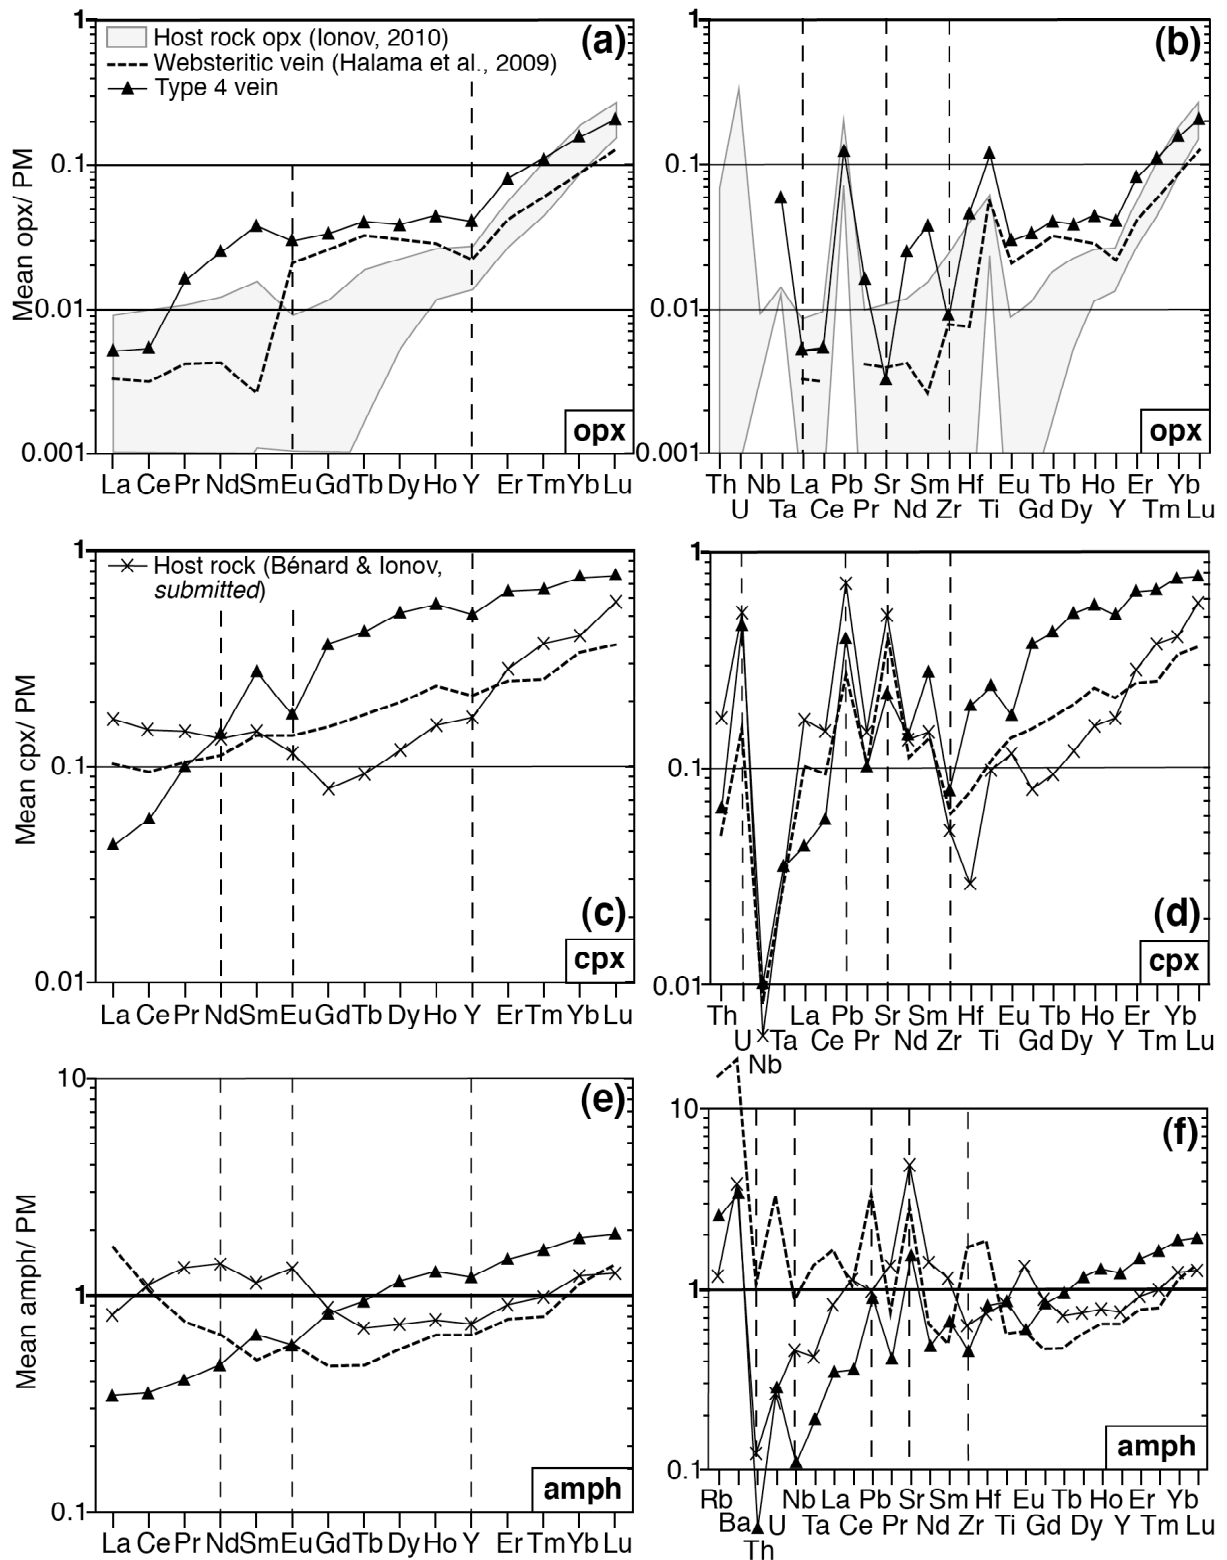 1
0.1
0.01
0.001
Mean opx/ PM
Host rock opx (Ionov, 2010)
Websteritic vein (Halama et al., 2009)
Type 4 vein
(a)
opx
La Ce Pr Nd Sm Eu Gd Tb Dy Ho Y Er Tm Yb Lu
1
0.1
0.01
0.001
(b)
opx
Th Nb La Pb Sr Sm Hf Eu Tb Ho Er Yb
U Ta Ce Pr Nd Zr Ti Gd Dy Y Tm Lu
1
0.1
0.01
Mean cpx/ PM
Host rock (Bénard & Ionov,
submitted)
(c)
cpx
La Ce Pr Nd Sm Eu Gd Tb Dy Ho Y Er Tm Yb Lu
1
0.1
0.01
(d)
cpx
Th La Pb Sr Sm Hf Eu Tb Ho Er Yb
U Ta Ce Pr Nd Zr Ti Gd Dy Y Tm Lu
Nb
10
1
0.1
Mean amph/ PM
(e)
amph
La Ce Pr Nd Sm Eu Gd Tb Dy Ho Y Er Tm Yb Lu
10
1
0.1
(f)
amph
Rb Nb La Pb Sr Sm Hf Eu Tb Ho Er Yb
Ba U Ta Ce Pr Nd Zr Ti Gd Dy Y Tm Lu
Th